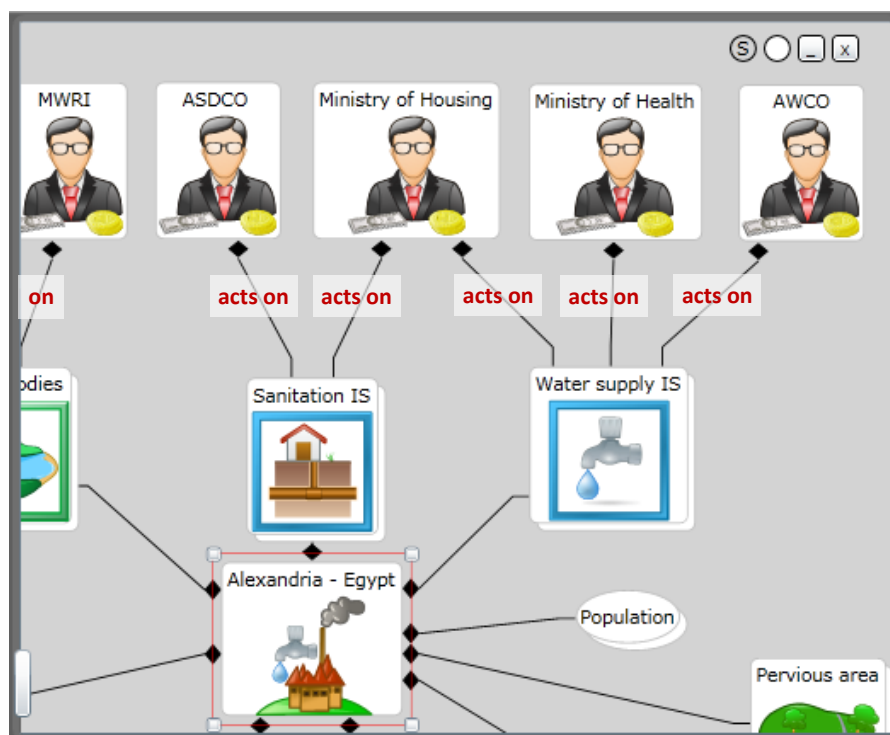 S _ x
MWRI
ASDCO
Ministry of Housing
Ministry of Health
AWCO
on
acts on
acts on
acts on
acts on
acts on
odies
Sanitation IS
Water supply IS
Alexandria - Egypt
Population
Pervious area